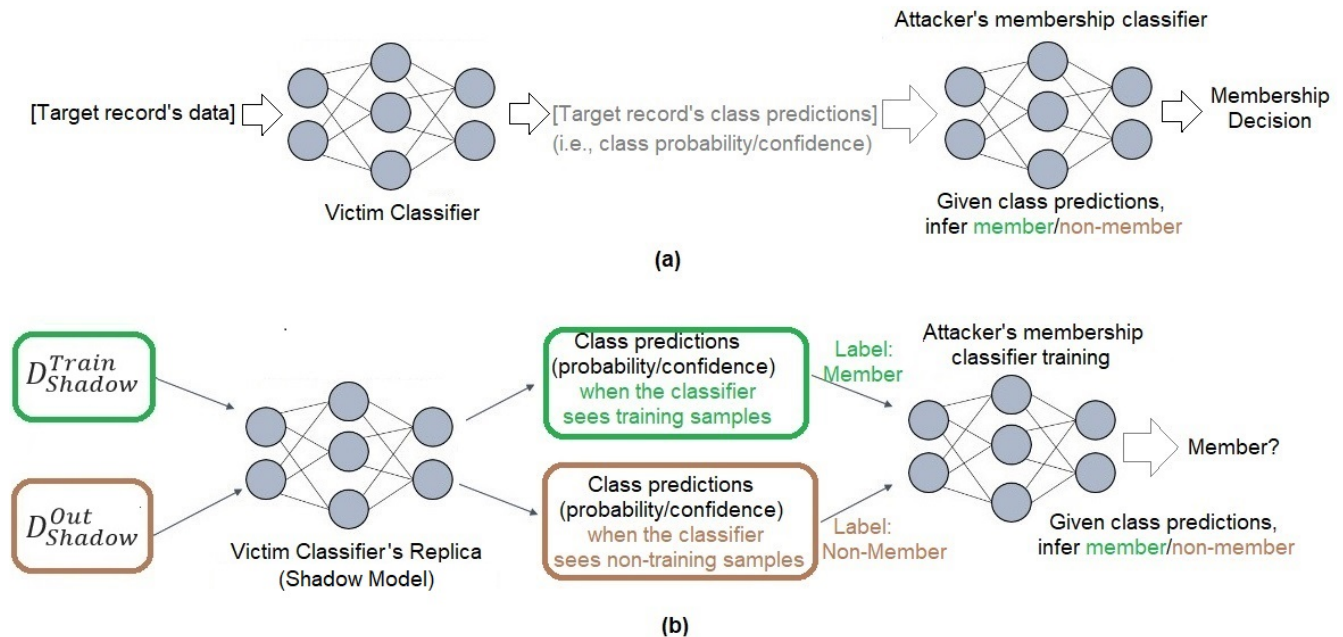 Attacker's membership classifier
[Target record's data]
[Target record's class predictions]
(i.e., class probability/confidence)
Membership
Decision
Victim Classifier
Given class predictions,
infer member/non-member
(a)
D^{Train}_{Shadow}
Class predictions
(probability/confidence)
when the classifier
sees training samples
Label:
Member
Attacker's membership
classifier training
Member?
D^{Out}_{Shadow}
Victim Classifier's Replica
(Shadow Model)
Class predictions
(probability/confidence)
when the classifier
sees non-training samples
Label:
Non-Member
Given class predictions,
infer member/non-member
(b)